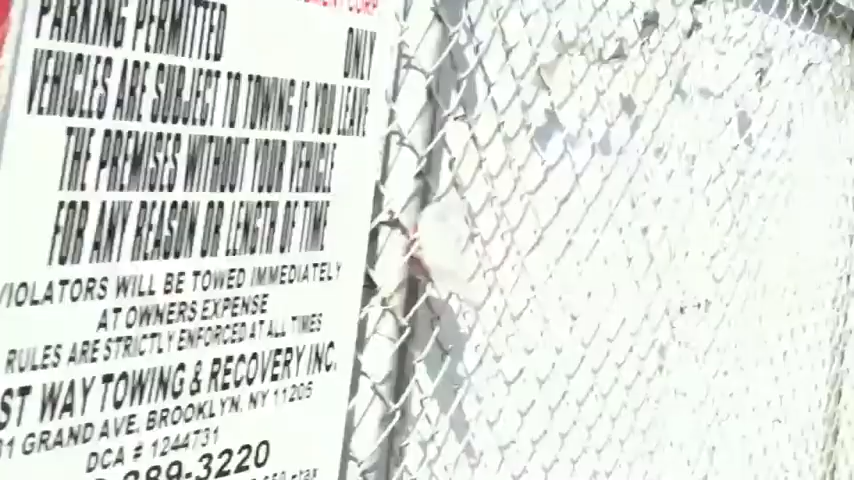 PARKING PERMITTED ONLY
VEHICLES ARE SUBJECT TO TOWING IF YOU LEAVE
THE PREMISES WITHOUT YOUR VEHICLE
FOR ANY REASON OR LENGTH OF TIME
VIOLATORS WILL BE TOWED IMMEDIATELY
AT OWNERS EXPENSE
RULES ARE STRICTLY ENFORCED AT ALL TIMES
ST WAY TOWING & RECOVERY INC.
1 GRAND AVE, BROOKLYN, NY 11205
DCA # 1244731
289-3220